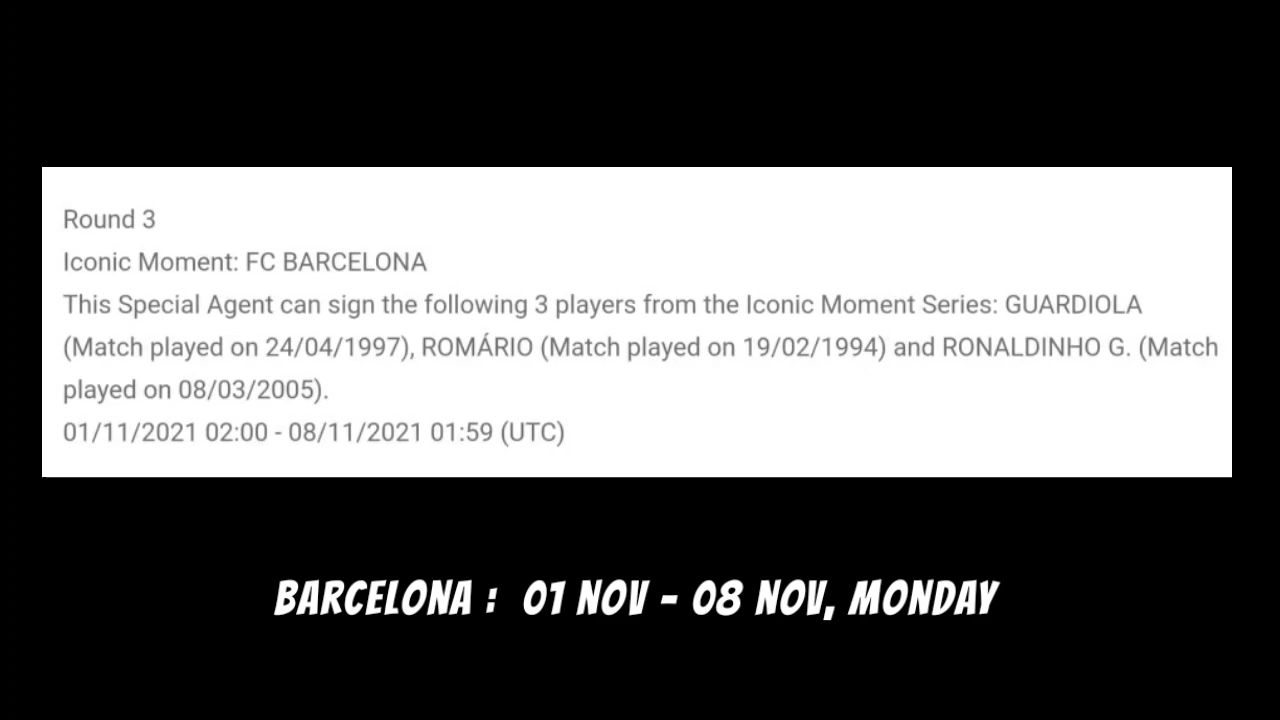 Round 3
Iconic Moment: FC BARCELONA
This Special Agent can sign the following 3 players from the Iconic Moment Series: GUARDIOLA
(Match played on 24/04/1997), ROMÁRIO (Match played on 19/02/1994) and RONALDINHO G. (Match
played on 08/03/2005).
01/11/2021 02:00 - 08/11/2021 01:59 (UTC)
BARCELONA : 01 NOV - 08 NOV, MONDAY